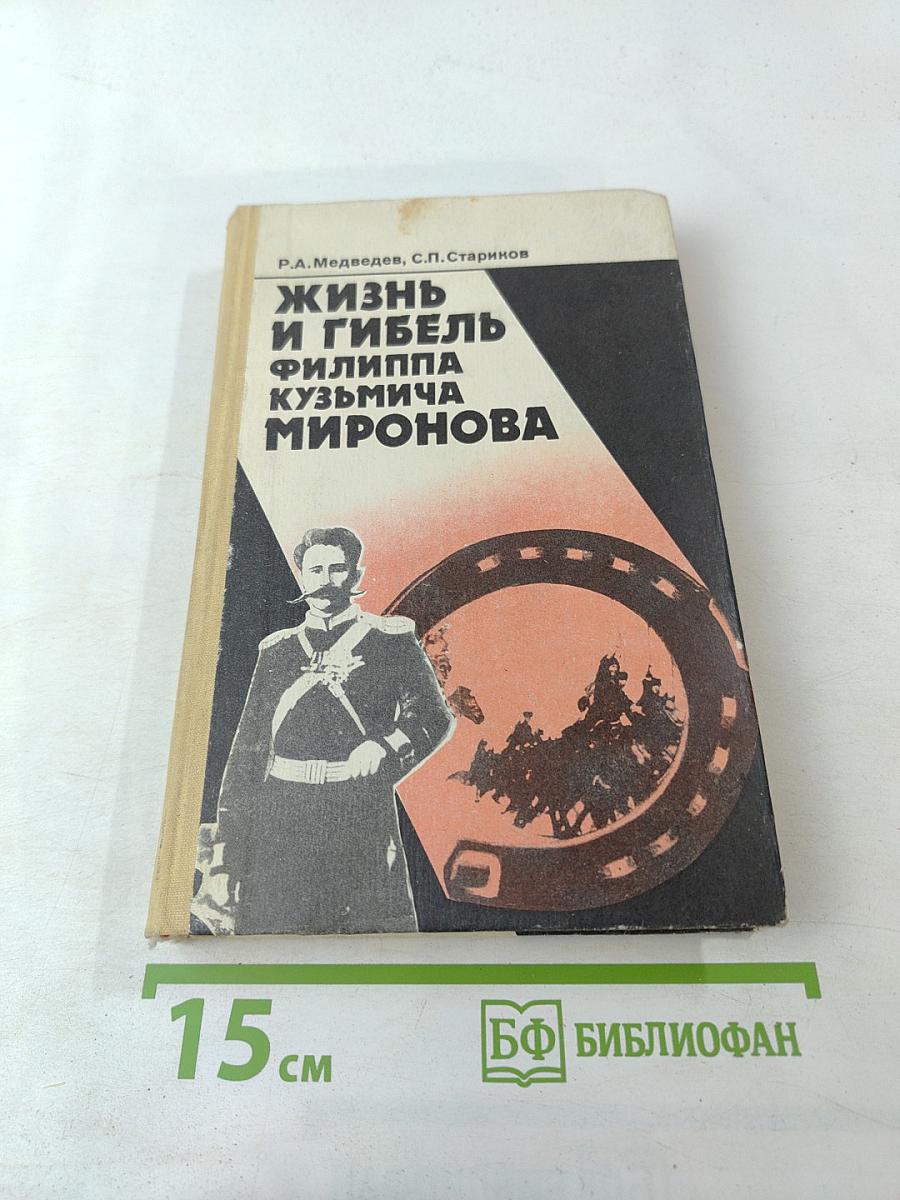 Р.А.Медведев, С.П.Стариков
ЖИЗНЬ
И ГИБЕЛЬ
ФИЛИППА
КУЗЬМИЧА
МИРОНОВА
15 см
БФ БИБЛИОФАН